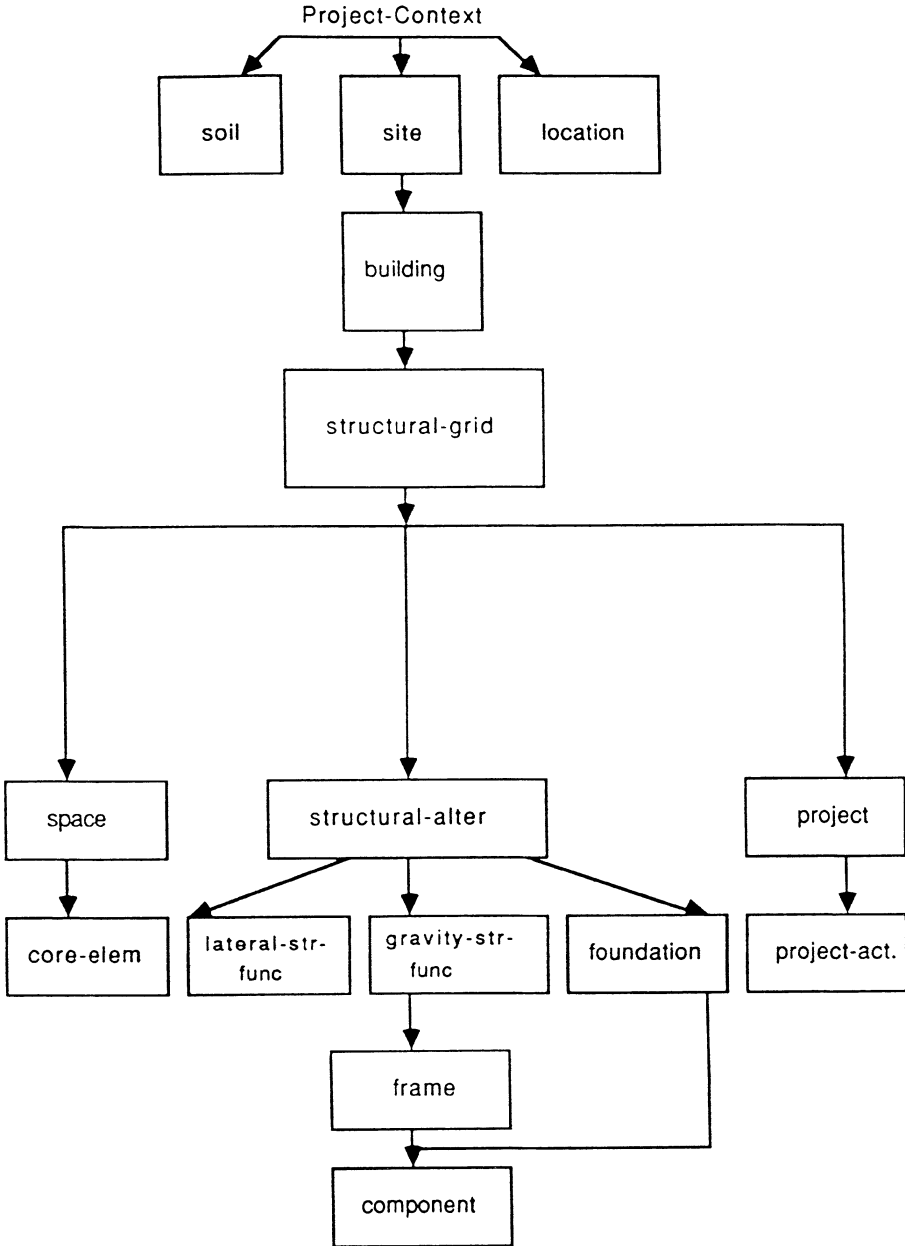 Project-Context
soil
site
location
building
structural-grid
space
structural-alter
project
core-elem
lateral-str-
func
gravity-str-
func
foundation
project-act.
frame
component